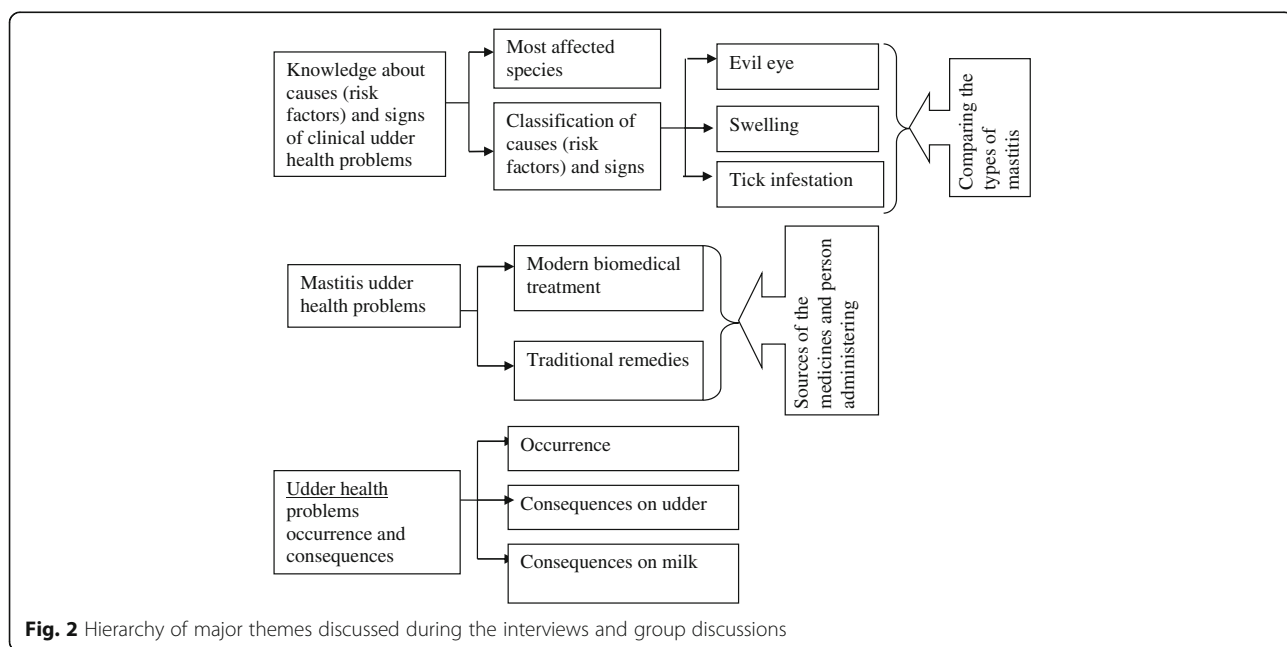 Knowledge about
causes (risk
factors) and signs
of clinical udder
health problems
Most affected
species
Classification of
causes (risk
factors) and signs
Evil eye
Swelling
Tick infestation
Comparing the
types of
mastitis
Mastitis udder
health problems
Modern biomedical
treatment
Traditional remedies
Sources of the
medicines and person
administering
Udder health
problems
occurrence and
consequences
Occurrence
Consequences on udder
Consequences on milk
Fig. 2 Hierarchy of major themes discussed during the interviews and group discussions